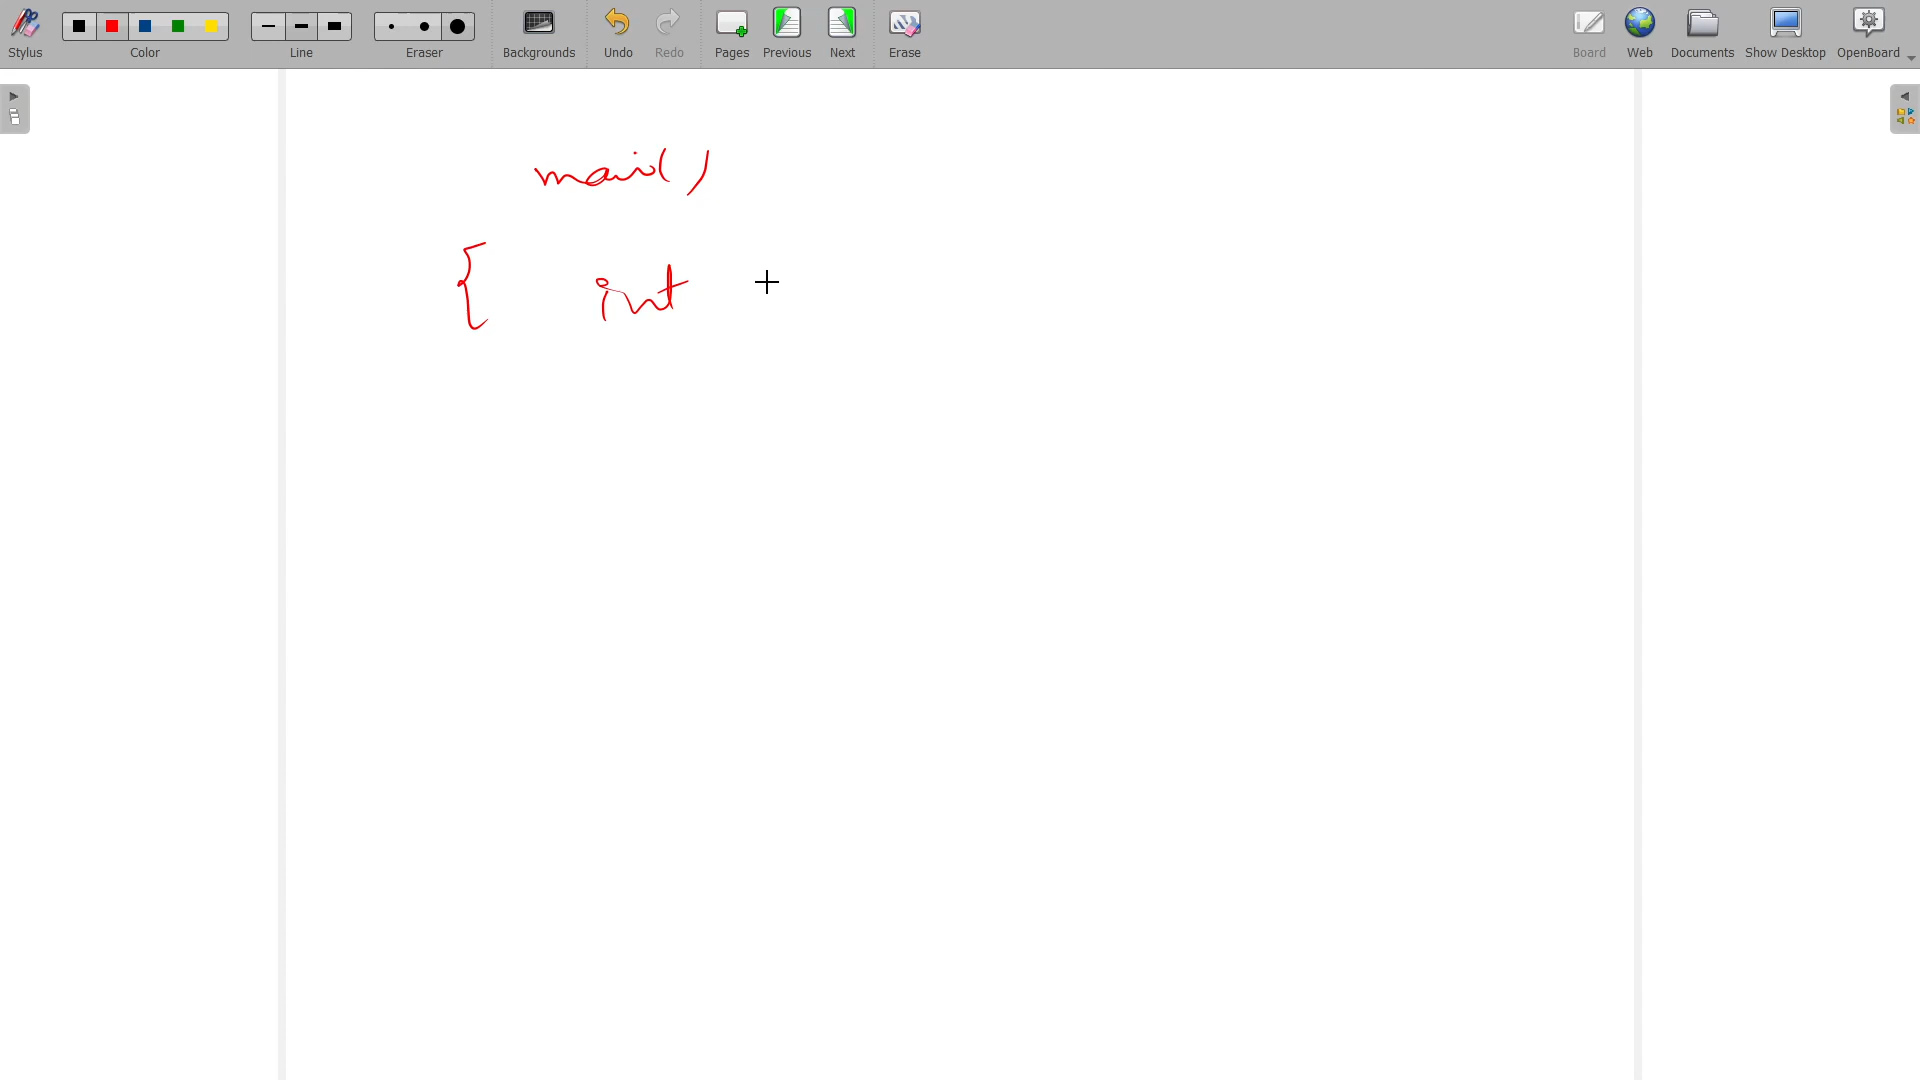 Stylus Color Line Eraser Backgrounds Undo Redo Pages Previous Next Erase Board Web Documents Show Desktop OpenBoard
main()
{ int